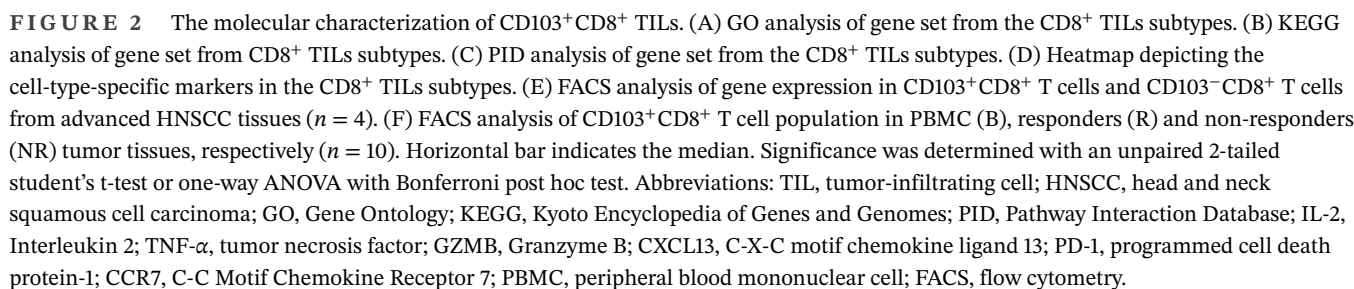 FIGURE 2 The molecular characterization of CD103⁺CD8⁺ TILs. (A) GO analysis of gene set from the CD8⁺ TILs subtypes. (B) KEGG
analysis of gene set from CD8⁺ TILs subtypes. (C) PID analysis of gene set from the CD8⁺ TILs subtypes. (D) Heatmap depicting the
cell-type-specific markers in the CD8⁺ TILs subtypes. (E) FACS analysis of gene expression in CD103⁺CD8⁺ T cells and CD103⁻CD8⁺ T cells
from advanced HNSCC tissues (n = 4). (F) FACS analysis of CD103⁺CD8⁺ T cell population in PBMC (B), responders (R) and non-responders
(NR) tumor tissues, respectively (n = 10). Horizontal bar indicates the median. Significance was determined with an unpaired 2-tailed
student's t-test or one-way ANOVA with Bonferroni post hoc test. Abbreviations: TIL, tumor-infiltrating cell; HNSCC, head and neck
squamous cell carcinoma; GO, Gene Ontology; KEGG, Kyoto Encyclopedia of Genes and Genomes; PID, Pathway Interaction Database; IL-2,
Interleukin 2; TNF-α, tumor necrosis factor; GZMB, Granzyme B; CXCL13, C-X-C motif chemokine ligand 13; PD-1, programmed cell death
protein-1; CCR7, C-C Motif Chemokine Receptor 7; PBMC, peripheral blood mononuclear cell; FACS, flow cytometry.